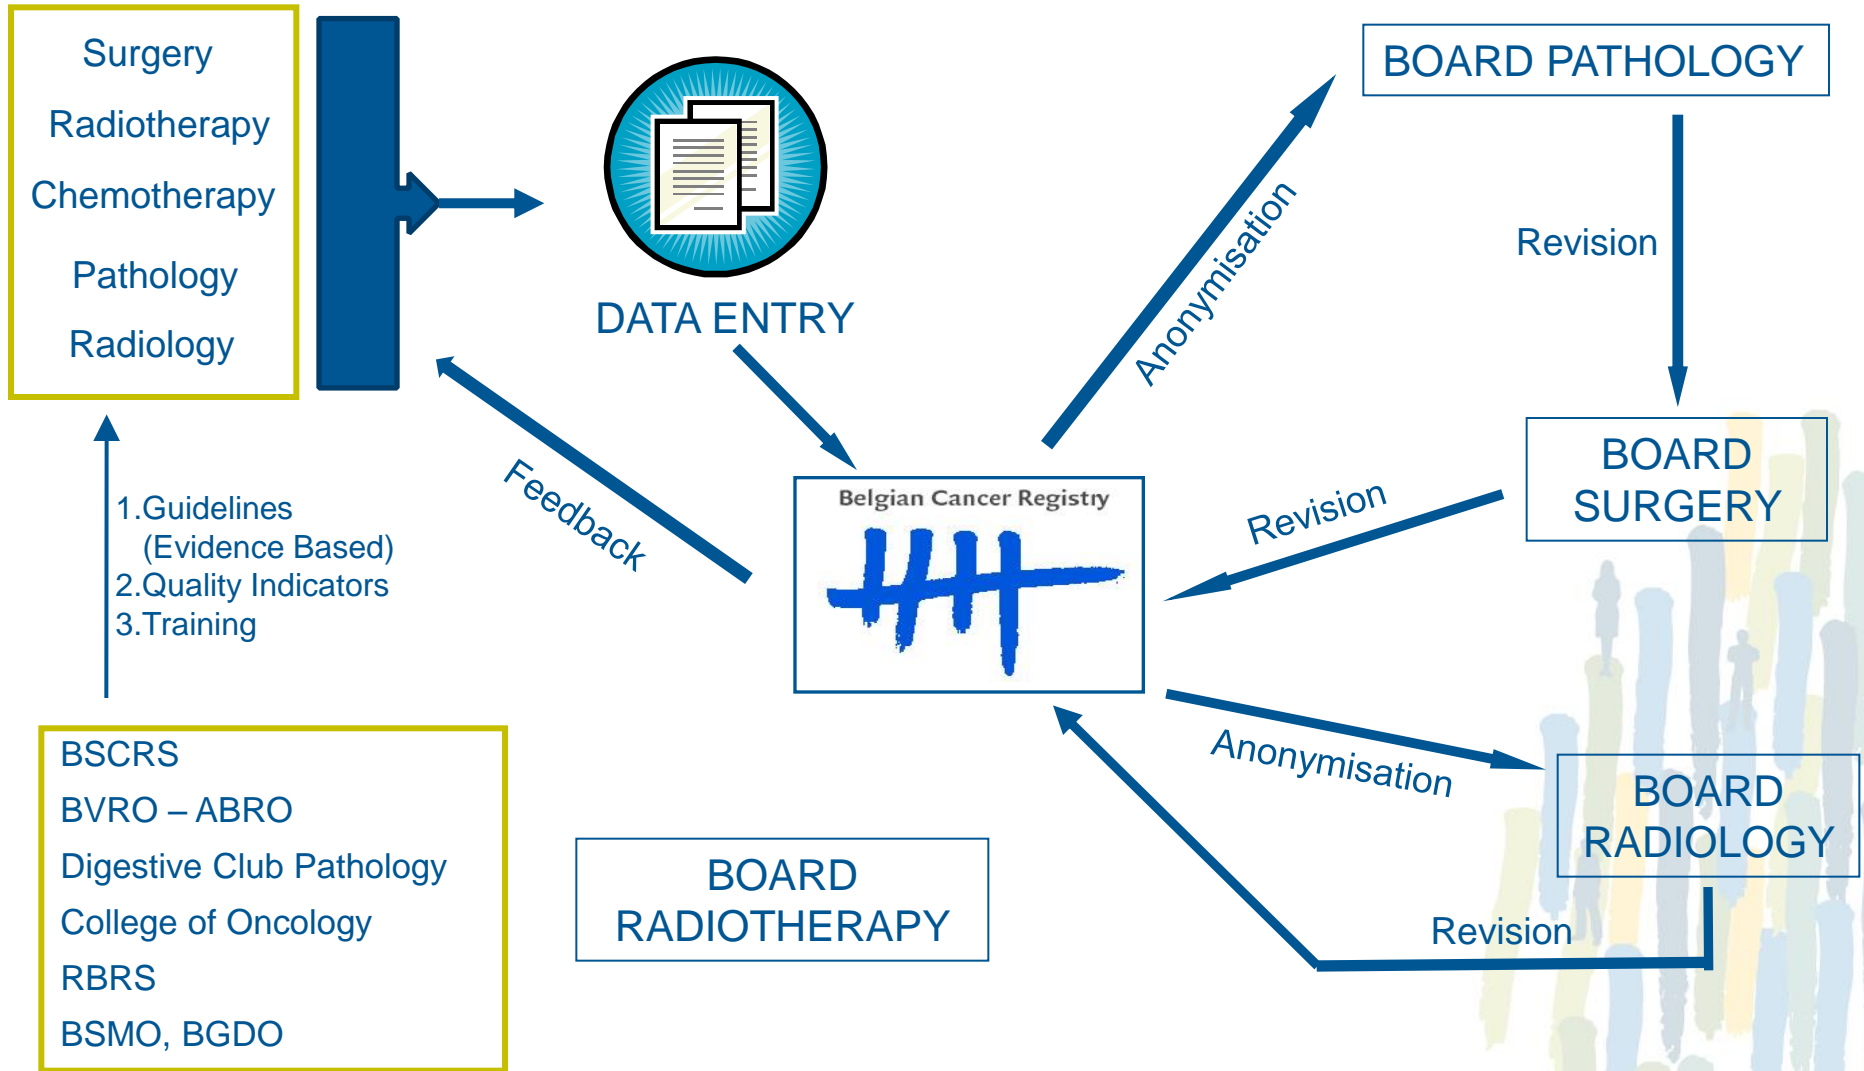 Surgery
Radiotherapy
Chemotherapy
Pathology
Radiology
DATA ENTRY
BOARD PATHOLOGY
Anonymisation
Revision
BOARD
SURGERY
Revision
Belgian Cancer Registry
Feedback
1.Guidelines
(Evidence Based)
2.Quality Indicators
3.Training
Anonymisation
BOARD
RADIOLOGY
Revision
BOARD
RADIOTHERAPY
BSCRS
BVRO – ABRO
Digestive Club Pathology
College of Oncology
RBRS
BSMO, BGDO